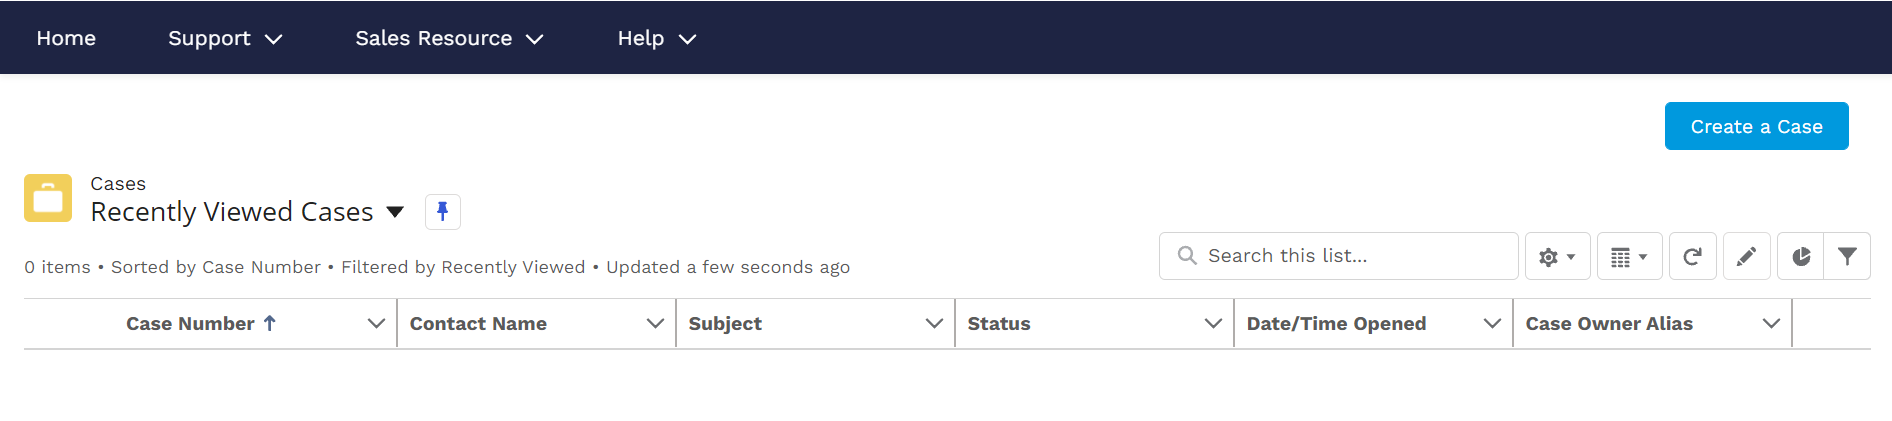 Home Support Sales Resource Help
Create a Case
Cases
Recently Viewed Cases
0 items • Sorted by Case Number • Filtered by Recently Viewed • Updated a few seconds ago
Search this list...
Case Number Contact Name Subject Status Date/Time Opened Case Owner Alias